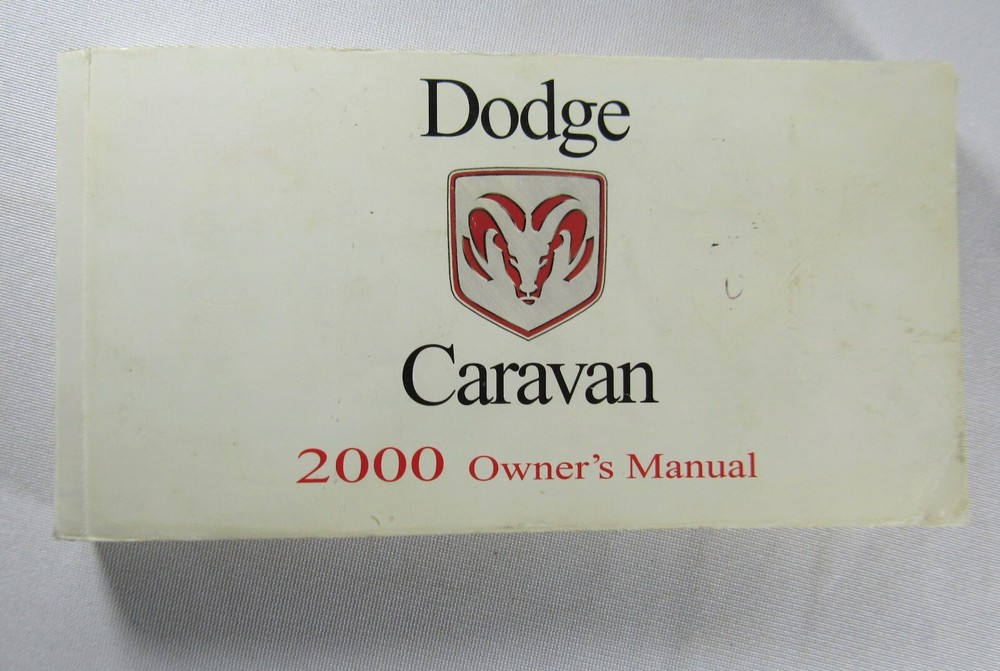 Dodge
Caravan
2000 Owner's Manual